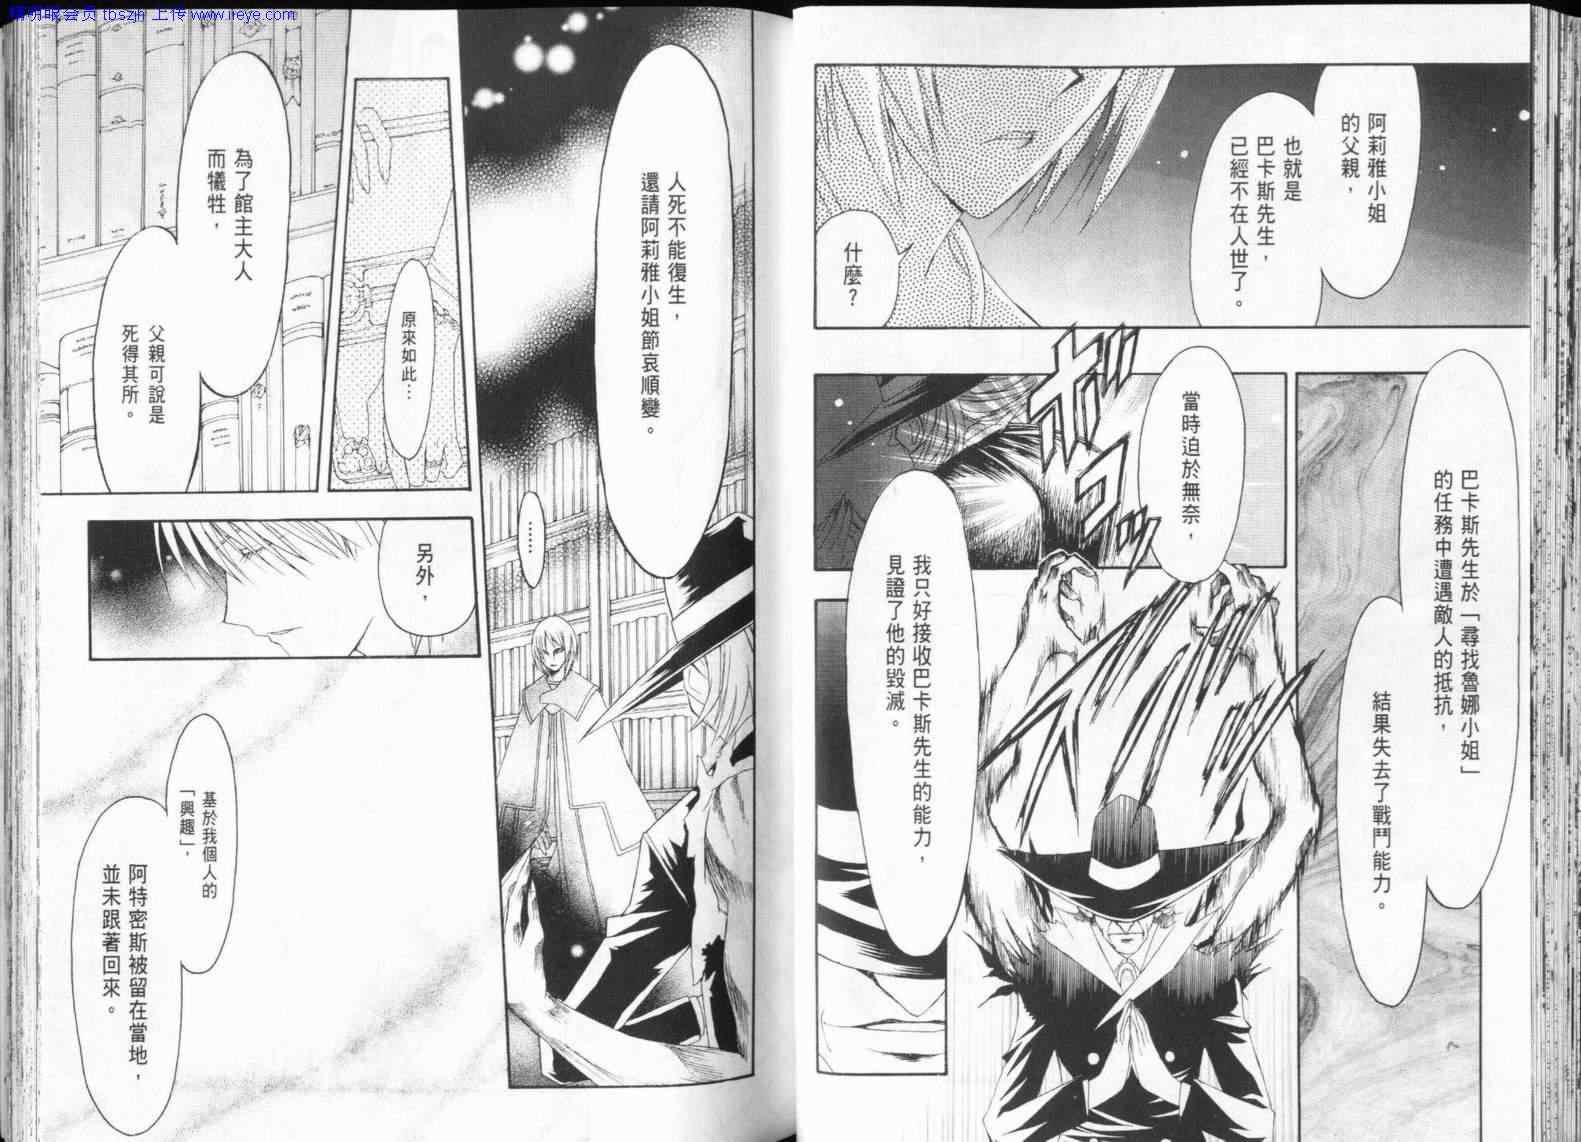 精明眼会员 tbszjh 上传 www.ireye.com
阿莉雅小姐
的父親，
也就是
巴卡斯先生，
已經不在人世了。
什麼？
巴卡斯先生於「尋找魯娜小姐」
的任務中遭遇敵人的抵抗，
結果失去了戰鬥能力。
當時迫於無奈，
我只好接收巴卡斯先生的能力，
見證了他的毀滅。
人死不能復生，
還請阿莉雅小姐節哀順變。
……
原來如此…
為了館主大人
而犧牲，
父親可說是
死得其所。
另外，
基於我個人的
「興趣」，
阿特密斯被留在當地，
並未跟著回來。